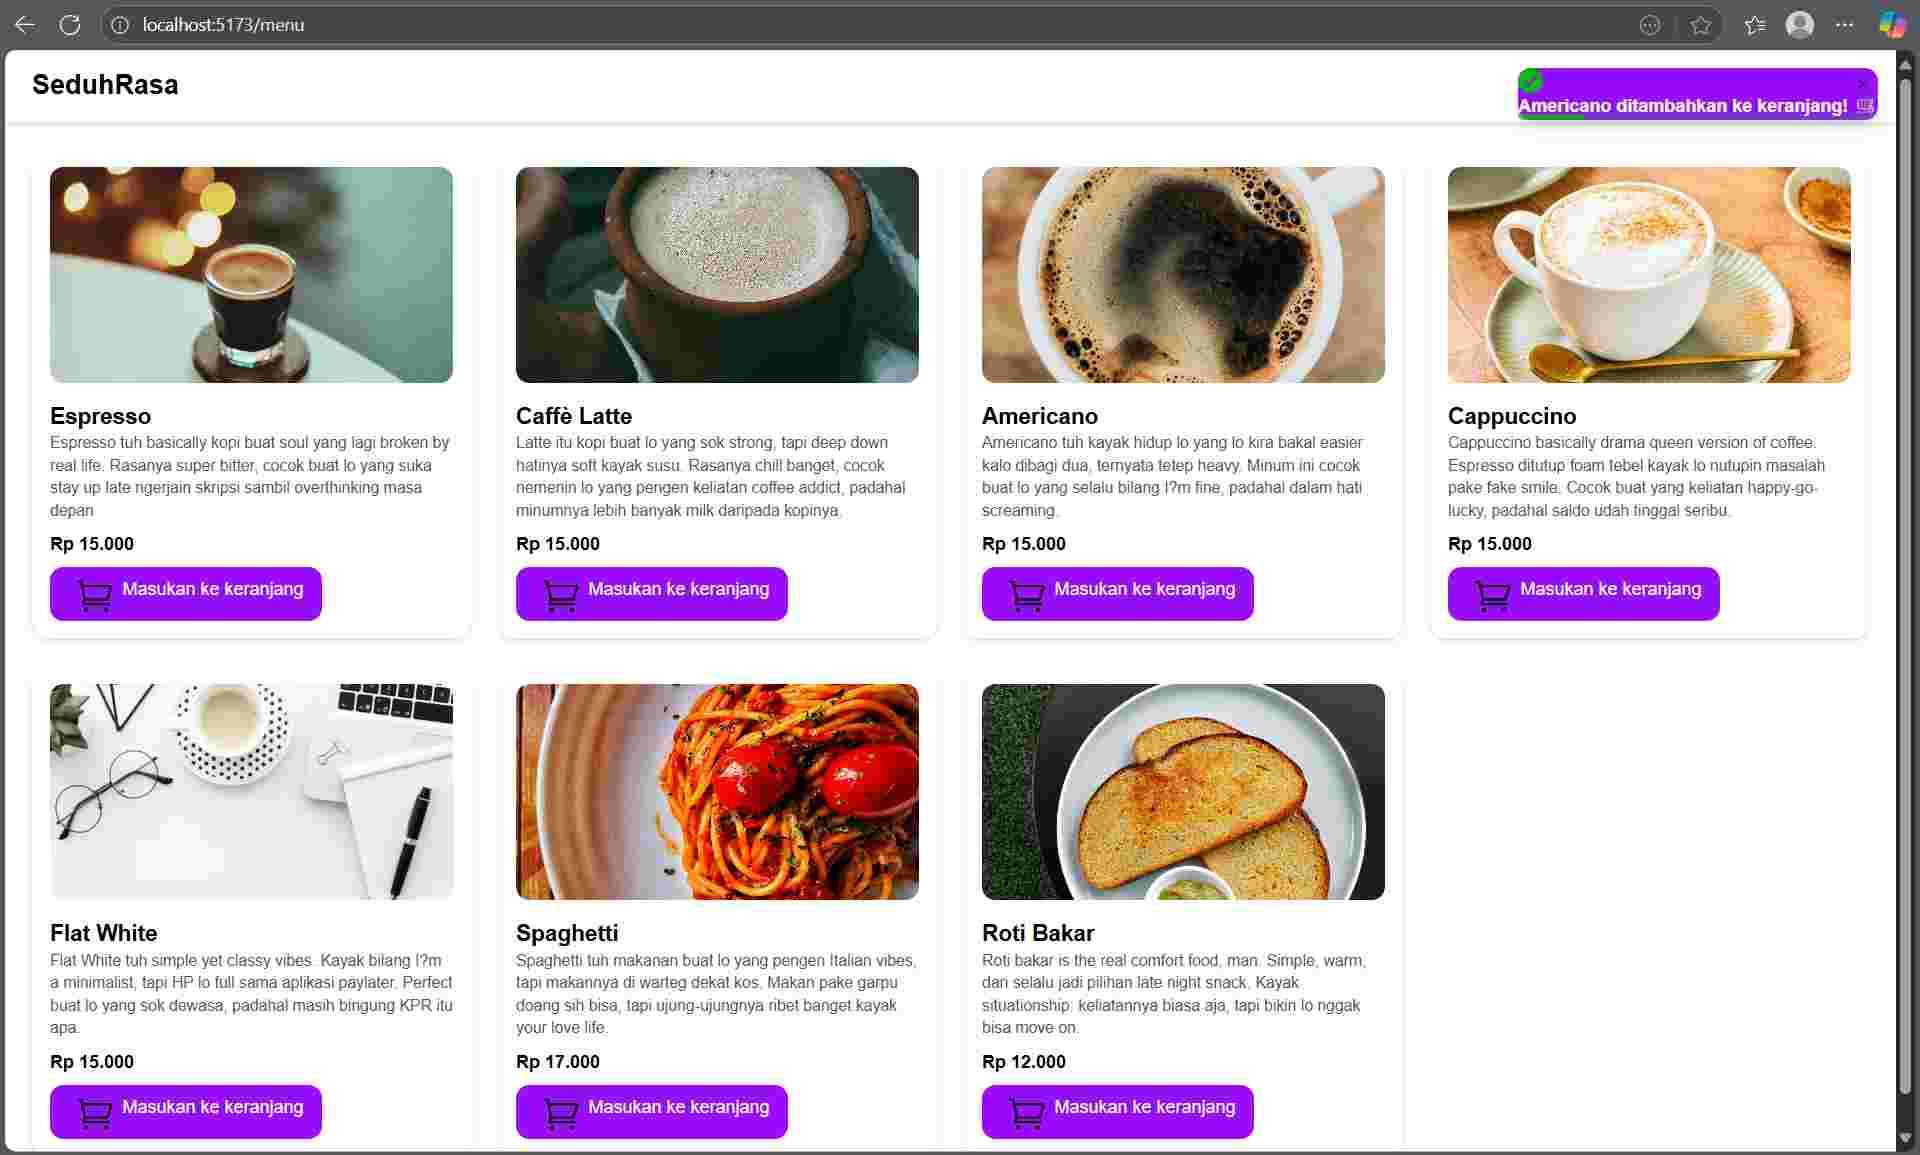 localhost:5173/menu
SeduhRasa
Americano ditambahkan ke keranjang!
Espresso
Espresso tuh basically kopi buat soul yang lagi broken by
real life. Rasanya super bitter, cocok buat lo yang suka
stay up late ngerjain skripsi sambil overthinking masa
depan
Rp 15.000
Masukan ke keranjang
Caffè Latte
Latte itu kopi buat lo yang sok strong, tapi deep down
hatinya soft kayak susu. Rasanya chill banget, cocok
nemenin lo yang pengen keliatan coffee addict, padahal
minumnya lebih banyak milk daripada kopinya.
Rp 15.000
Masukan ke keranjang
Americano
Americano tuh kayak hidup lo yang lo kira bakal easier
kalo dibagi dua, ternyata tetep heavy. Minum ini cocok
buat lo yang selalu bilang I?m fine, padahal dalam hati
screaming.
Rp 15.000
Masukan ke keranjang
Cappuccino
Cappuccino basically drama queen version of coffee.
Espresso ditutup foam tebel kayak lo nutupin masalah
pake fake smile. Cocok buat yang keliatan happy-go-
lucky, padahal saldo udah tinggal seribu.
Rp 15.000
Masukan ke keranjang
Flat White
Flat White tuh simple yet classy vibes. Kayak bilang I?m
a minimalist, tapi HP lo full sama aplikasi paylater. Perfect
buat lo yang sok dewasa, padahal masih bingung KPR itu
apa.
Rp 15.000
Masukan ke keranjang
Spaghetti
Spaghetti tuh makanan buat lo yang pengen Italian vibes,
tapi makannya di warteg dekat kos. Makan pake garpu
doang sih bisa, tapi ujung-ujungnya ribet banget kayak
your love life.
Rp 17.000
Masukan ke keranjang
Roti Bakar
Roti bakar is the real comfort food, man. Simple, warm,
dan selalu jadi pilihan late night snack. Kayak
situationship: keliatannya biasa aja, tapi bikin lo nggak
bisa move on.
Rp 12.000
Masukan ke keranjang